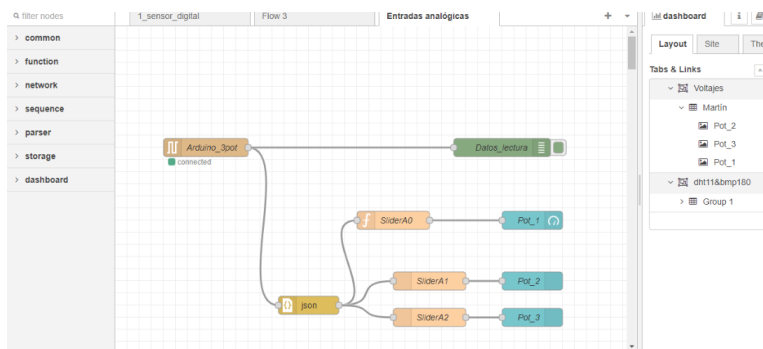 filter nodes
common
function
network
sequence
parser
storage
dashboard
1_sensor_digital
Flow 3
Entradas analógicas
Arduino_3pot
connected
Datos_lectura
SliderA0
Pot_1
json
SliderA1
Pot_2
SliderA2
Pot_3
dashboard
i
Layout
Site
The
Tabs & Links
Voltajes
Martín
Pot_2
Pot_3
Pot_1
dht11&bmp180
Group 1